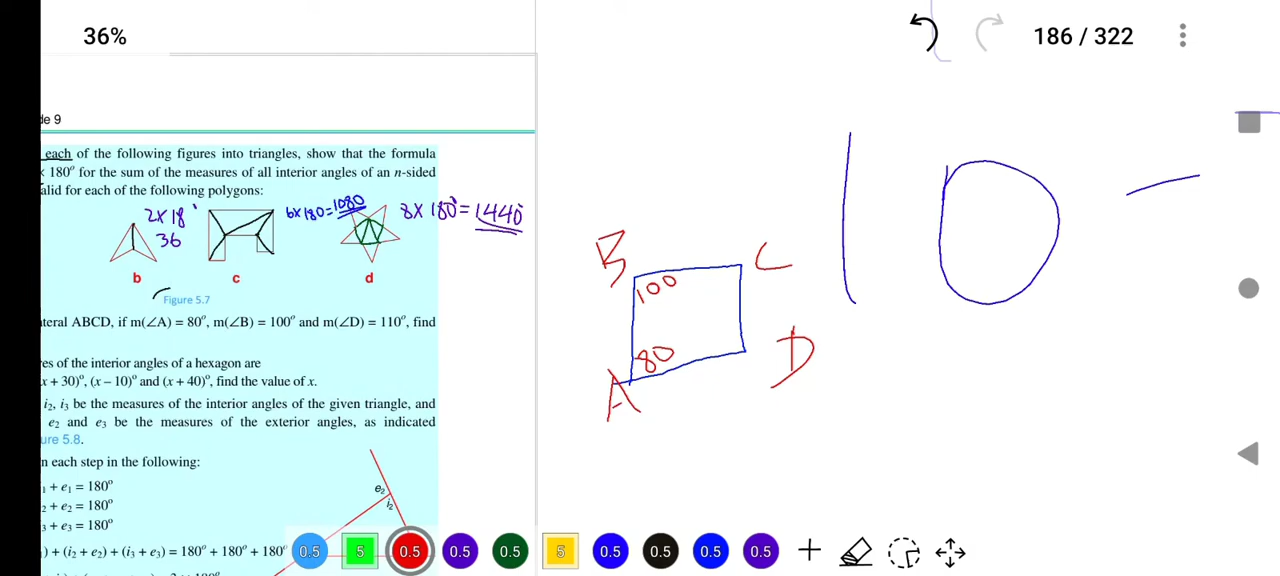 36%
186 / 322
de 9
each of the following figures into triangles, show that the formula
× 180° for the sum of the measures of all interior angles of an n-sided
alid for each of the following polygons:
2×18°
36
6×180=1080
8×180°=1440°
b
c
d
Figure 5.7
teral ABCD, if m(∠A) = 80°, m(∠B) = 100° and m(∠D) = 110°, find
res of the interior angles of a hexagon are
x + 30)°, (x – 10)° and (x + 40)°, find the value of x.
i₂, i₃ be the measures of the interior angles of the given triangle, and
e₂ and e₃ be the measures of the exterior angles, as indicated
ure 5.8.
n each step in the following:
₁ + e₁ = 180°
₂ + e₂ = 180°
₃ + e₃ = 180°
) + (i₂ + e₂) + (i₃ + e₃) = 180° + 180° + 180°
e₂
i₂
B
C
100
80
A
D
10
0.5
5
0.5
0.5
0.5
5
0.5
0.5
0.5
0.5